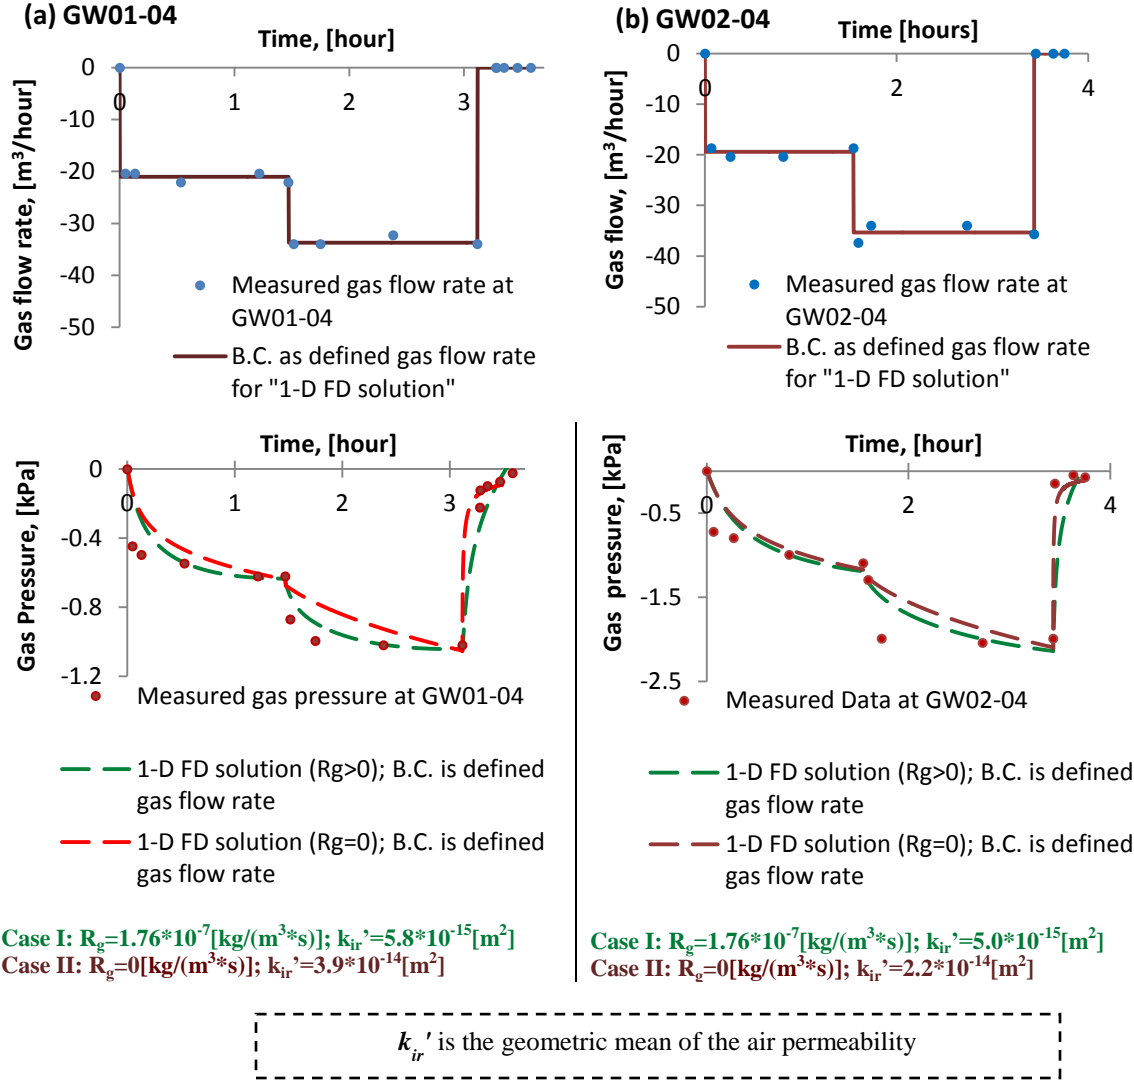 (a) GW01-04
Time, [hour]
0
-10
-20
-30
-40
-50
0
1
2
3
Gas flow rate, [m³/hour]
Measured gas flow rate at
GW01-04
B.C. as defined gas flow rate
for "1-D FD solution"
(b) GW02-04
Time [hours]
0
-10
-20
-30
-40
-50
0
2
4
Gas flow, [m³/hour]
Measured gas flow rate at
GW02-04
B.C. as defined gas flow rate
for "1-D FD solution"
Time, [hour]
0
-0.4
-0.8
-1.2
0
1
2
3
Gas Pressure, [kPa]
Measured gas pressure at GW01-04
1-D FD solution (Rg>0); B.C. is defined
gas flow rate
1-D FD solution (Rg=0); B.C. is defined
gas flow rate
Case I: Rg=1.76*10⁻⁷[kg/(m³*s)]; kir’=5.8*10⁻¹⁵[m²]
Case II: Rg=0[kg/(m³*s)]; kir’=3.9*10⁻¹⁴[m²]
Time, [hour]
-0.5
-1.5
-2.5
0
2
4
Gas pressure, [kPa]
Measured Data at GW02-04
1-D FD solution (Rg>0); B.C. is defined
gas flow rate
1-D FD solution (Rg=0); B.C. is defined
gas flow rate
Case I: Rg=1.76*10⁻⁷[kg/(m³*s)]; kir’=5.0*10⁻¹⁵[m²]
Case II: Rg=0[kg/(m³*s)]; kir’=2.2*10⁻¹⁴[m²]
kir′ is the geometric mean of the air permeability